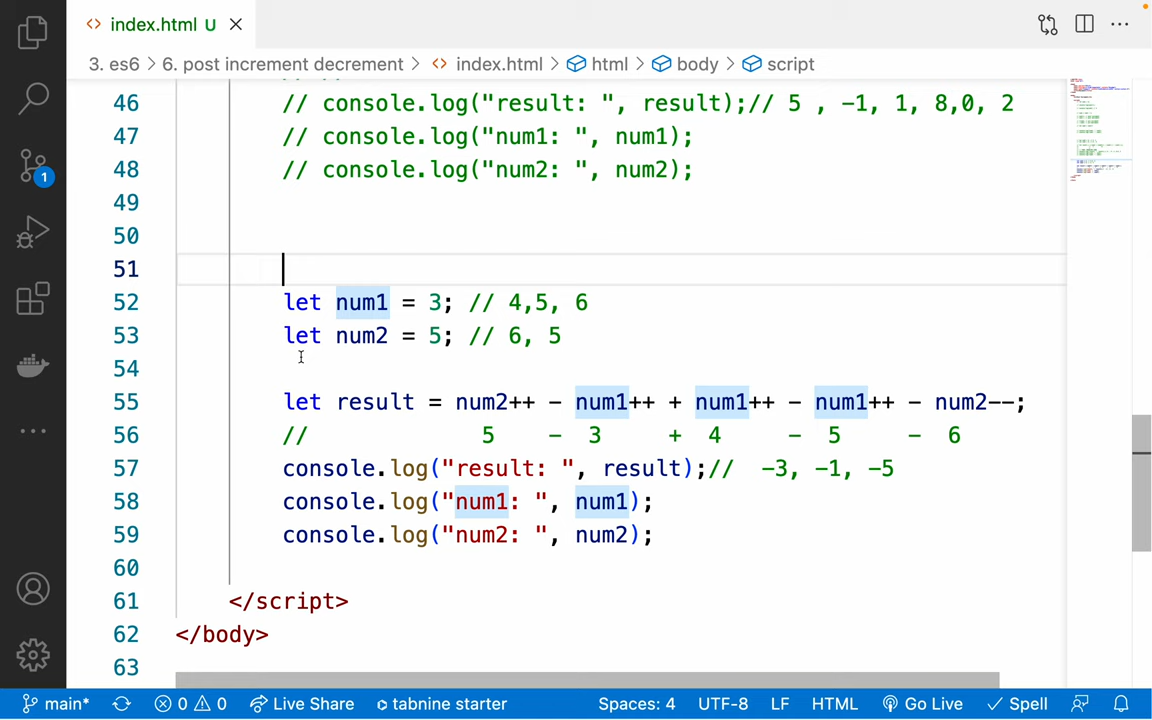 index.html U
3. es6 > 6. post increment decrement > index.html > html > body > script
46 // console.log("result: ", result);// 5 , -1, 1, 8,0, 2
47 // console.log("num1: ", num1);
48 // console.log("num2: ", num2);
49
50
51
52 let num1 = 3; // 4,5, 6
53 let num2 = 5; // 6, 5
54
55 let result = num2++ - num1++ + num1++ - num1++ - num2--;
56 // 5 - 3 + 4 - 5 - 6
57 console.log("result: ", result);// -3, -1, -5
58 console.log("num1: ", num1);
59 console.log("num2: ", num2);
60
61 </script>
62 </body>
63
1
main* 0 0 Live Share tabnine starter Spaces: 4 UTF-8 LF HTML Go Live Spell